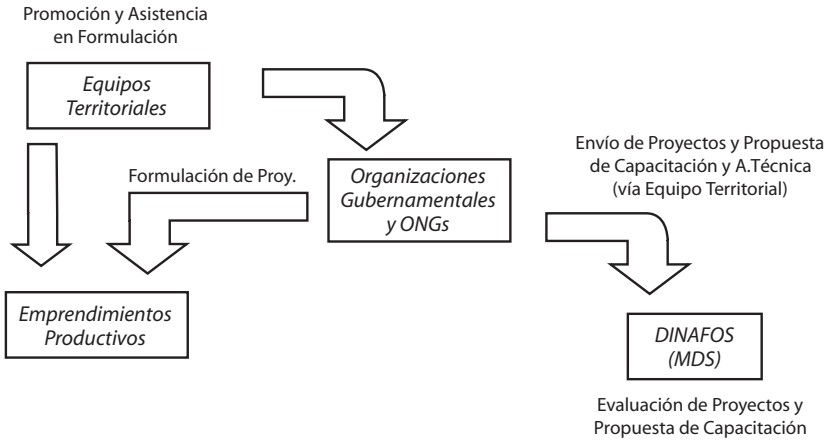 Promoción y Asistencia
en Formulación
Equipos
Territoriales
Envío de Proyectos y Propuesta
de Capacitación y A.Técnica
(vía Equipo Territorial)
Formulación de Proy.
Organizaciones
Gubernamentales
y ONGs
Emprendimientos
Productivos
DINAFOS
(MDS)
Evaluación de Proyectos y
Propuesta de Capacitación